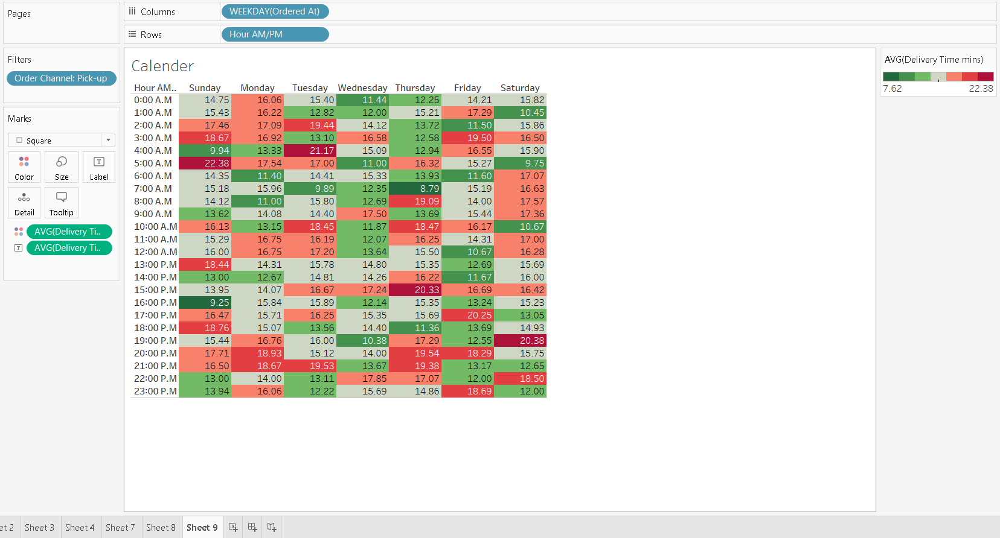 Pages
Columns WEEKDAY(Ordered At)
Rows Hour AM/PM
Filters
Order Channel: Pick-up
Marks
Square
Color Size Label
Detail Tooltip
AVG(Delivery Ti..
T AVG(Delivery Ti..
Calender
Hour AM.. Sunday Monday Tuesday Wednesday Thursday Friday Saturday
0:00 A.M 14.75 16.06 15.40 11.44 12.25 14.21 15.82
1:00 A.M 15.43 16.22 12.82 12.00 15.21 17.29 10.45
2:00 A.M 17.46 17.09 19.44 14.12 13.72 11.50 15.86
3:00 A.M 18.67 16.92 13.10 16.58 12.58 19.50 16.50
4:00 A.M 9.94 13.33 21.17 15.09 12.94 16.55 15.90
5:00 A.M 22.38 17.54 17.00 11.00 16.32 15.27 9.75
6:00 A.M 14.35 11.40 14.41 15.33 13.93 11.60 17.07
7:00 A.M 15.18 15.96 9.89 12.35 8.79 15.19 16.63
8:00 A.M 14.12 11.00 15.80 12.69 19.09 14.00 17.57
9:00 A.M 13.62 14.08 14.40 17.50 13.69 15.44 17.36
10:00 A.M 16.13 13.15 18.45 11.87 18.47 16.17 10.67
11:00 A.M 15.29 16.75 16.19 12.07 16.25 14.31 17.00
12:00 A.M 16.00 16.75 17.20 13.64 15.50 10.67 16.28
13:00 P.M 18.44 14.31 15.78 14.80 15.35 12.69 15.69
14:00 P.M 13.00 12.67 14.81 14.26 16.22 11.67 16.00
15:00 P.M 13.95 14.07 16.67 17.24 20.33 16.69 16.42
16:00 P.M 9.25 15.84 15.89 12.14 15.35 13.24 15.23
17:00 P.M 16.47 15.71 16.25 15.35 15.69 20.25 13.05
18:00 P.M 18.76 15.07 13.56 14.40 11.36 13.69 14.93
19:00 P.M 15.44 16.76 16.00 10.38 17.29 12.55 20.38
20:00 P.M 17.71 18.93 15.12 14.00 19.54 18.29 15.75
21:00 P.M 16.50 18.67 19.53 13.67 19.38 13.17 12.65
22:00 P.M 13.00 14.00 13.11 17.85 17.07 12.00 18.50
23:00 P.M 13.94 16.06 12.22 15.69 14.86 18.69 12.00
AVG(Delivery Time mins)
7.62 22.38
et 2 Sheet 3 Sheet 4 Sheet 7 Sheet 8 Sheet 9